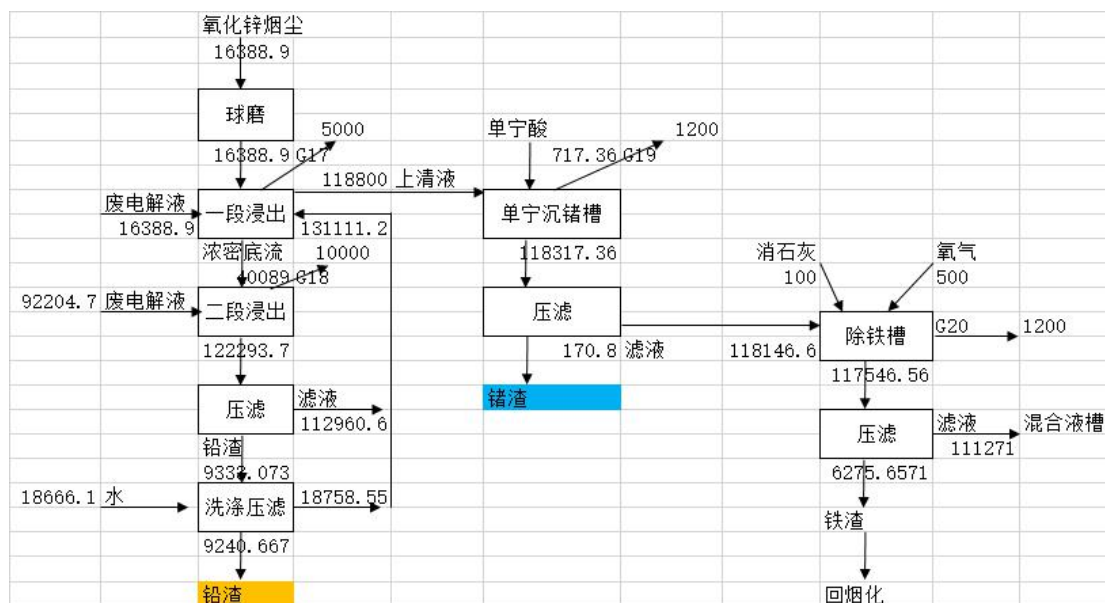 氧化锌烟尘
16388.9
球磨
5000
单宁酸
1200
16388.9 G17
717.36 G19
118800 上清液
废电解液
16388.9
一段浸出
131111.2
单宁沉锗槽
浓密底流
10000
118317.36
消石灰
氧气
40089 G18
100
500
92204.7 废电解液
二段浸出
压滤
除铁槽
G20
1200
122293.7
170.8 滤液
118146.6
117546.56
压滤
滤液
112960.6
锗渣
压滤
滤液
混合液槽
111271
铅渣
9333.073
6275.6571
18666.1 水
洗涤压滤
18758.55
铁渣
9240.667
铅渣
回烟化